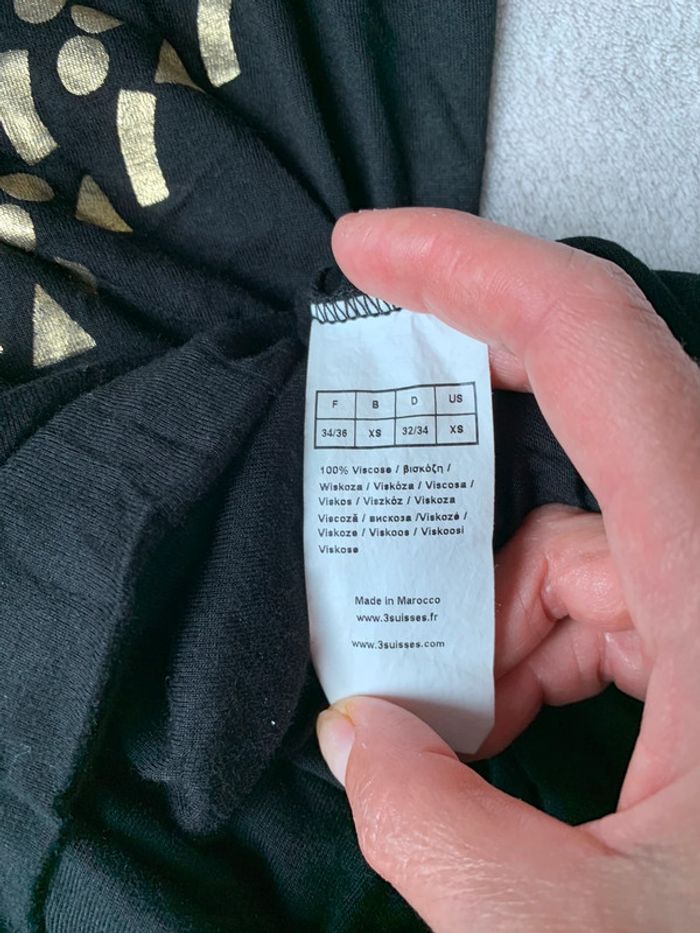 F B D US
34/36 XS 32/34 XS
100% Viscose / βισκόζη /
Wiskoza / Viskóza / Viscosa /
Viskos / Viszkóz / Viskoza
Viscoză / вискоза /Viskozé /
Viskoze / Viskoos / Viskoosi
Viskose
Made in Marocco
www.3suisses.fr
www.3suisses.com